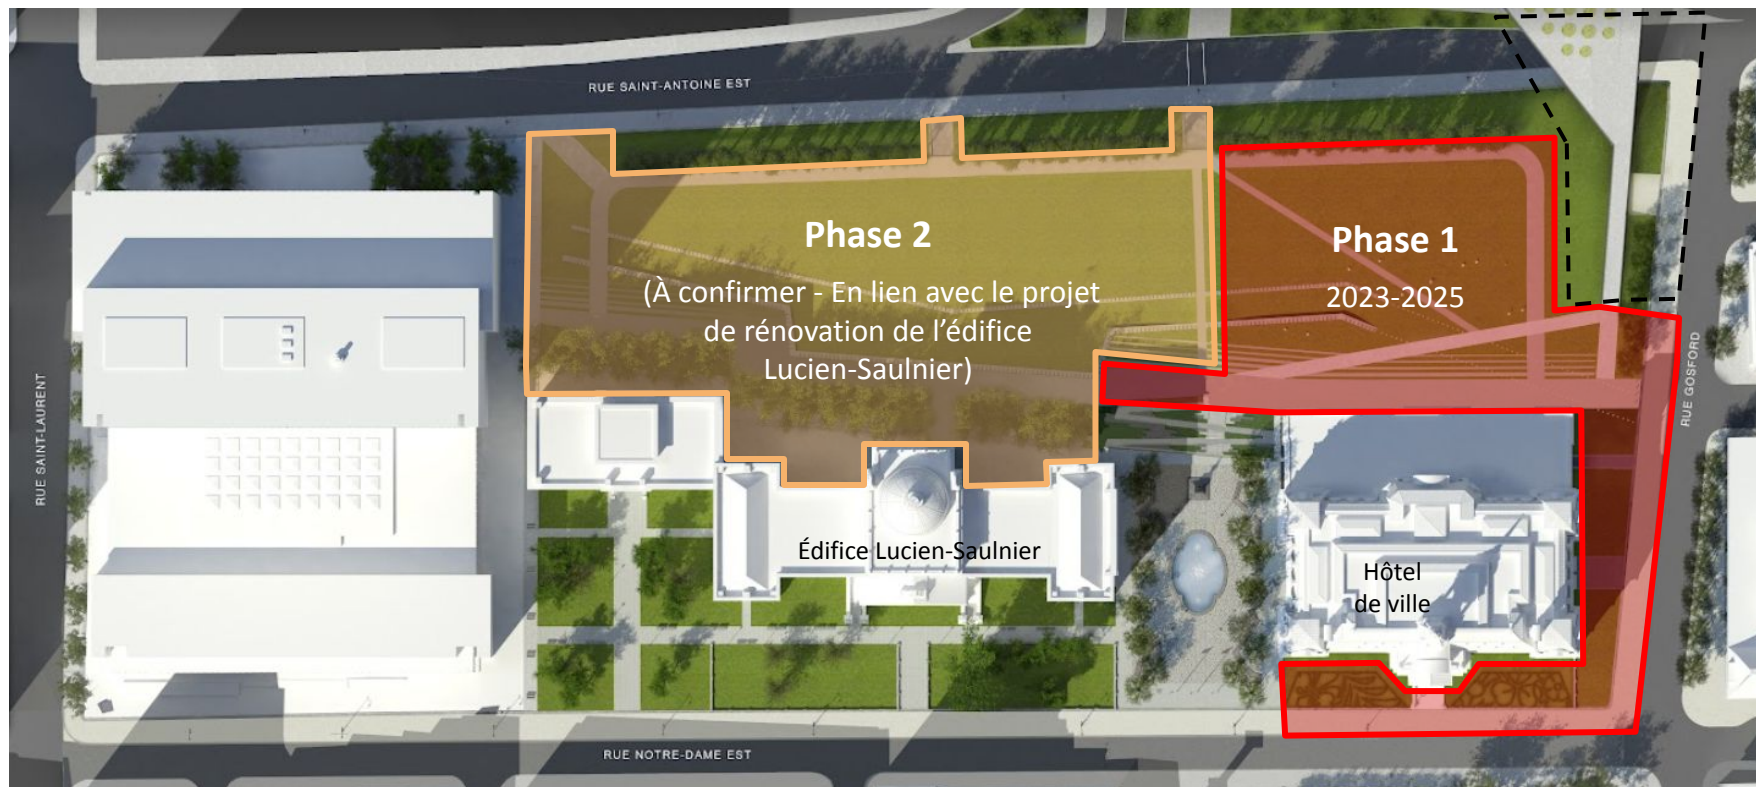 RUE SAINT-ANTOINE EST
Phase 2
(À confirmer - En lien avec le projet
de rénovation de l’édifice
Lucien-Saulnier)
Phase 1
2023-2025
RUE SAINT-LAURENT
RUE GOSFORD
Édifice Lucien-Saulnier
Hôtel
de ville
RUE NOTRE-DAME EST